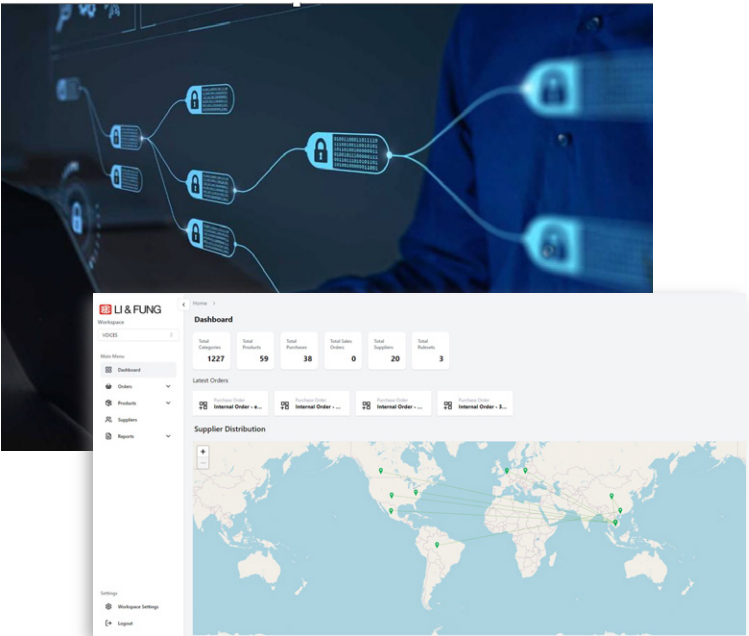 LI & FUNG
Workspace
VOICES
Main Menu
Dashboard
Orders
Products
Suppliers
Reports
Settings
Workspace Settings
Logout
Home >
Dashboard
Total Categories
1227
Total Products
59
Total Purchases
38
Total Sales Orders
0
Total Suppliers
20
Total
3
Latest Orders
Purchase Order
Internal Order - e...
Purchase Order
Internal Order - ...
Purchase Order
Internal Order - ...
Purchase Order
Internal Order - 3...
Supplier Distribution
+